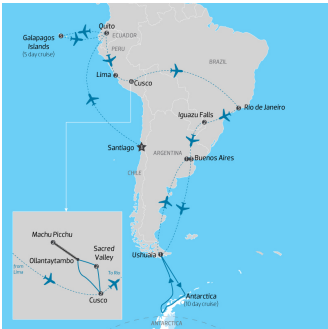 Quito
Galapagos
Islands
(5 day cruise)
ECUADOR
PERU
Lima
Cusco
BRAZIL
Rio de Janeiro
Iguazu Falls
Santiago
ARGENTINA
Buenos Aires
CHILE
Machu Picchu
Ollantaytambo
Sacred
Valley
from
Lima
To Rio
Cusco
Ushuaia
Antarctica
(10 day cruise)
ANTARCTICA